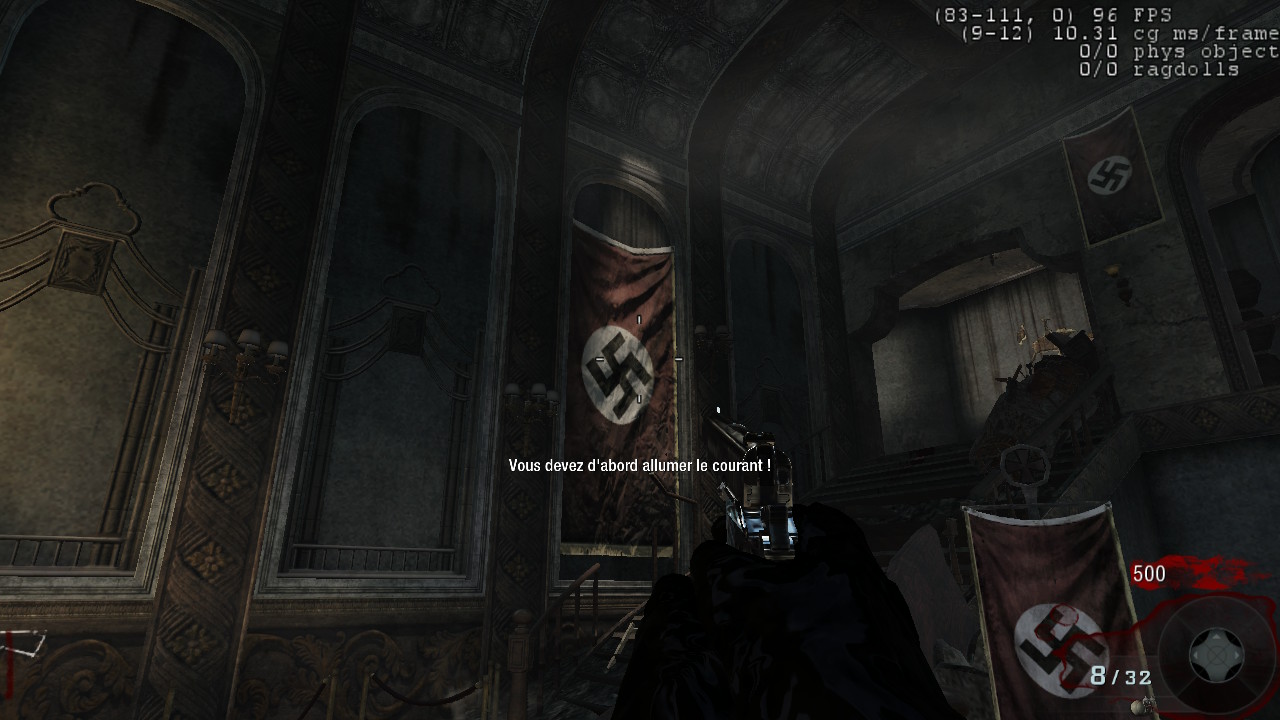 (83-111, 0) 96 FPS
(9-12) 10.31 cg ms/frame
0/0 phys object
0/0 ragdolls
Vous devez d'abord allumer le courant !
500
8/32